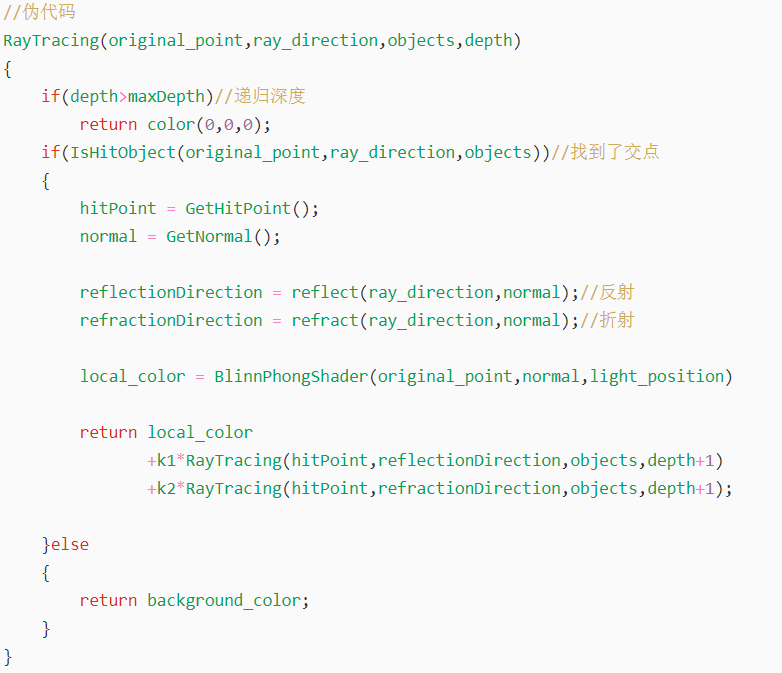 //伪代码
RayTracing(original_point,ray_direction,objects,depth)
{
    if(depth>maxDepth)//递归深度
        return color(0,0,0);
    if(IsHitObject(original_point,ray_direction,objects))//找到了交点
    {
        hitPoint = GetHitPoint();
        normal = GetNormal();

        reflectionDirection = reflect(ray_direction,normal);//反射
        refractionDirection = refract(ray_direction,normal);//折射

        local_color = BlinnPhongShader(original_point,normal,light_position)

        return local_color
               +k1*RayTracing(hitPoint,reflectionDirection,objects,depth+1)
               +k2*RayTracing(hitPoint,refractionDirection,objects,depth+1);

    }else
    {
        return background_color;
    }
}